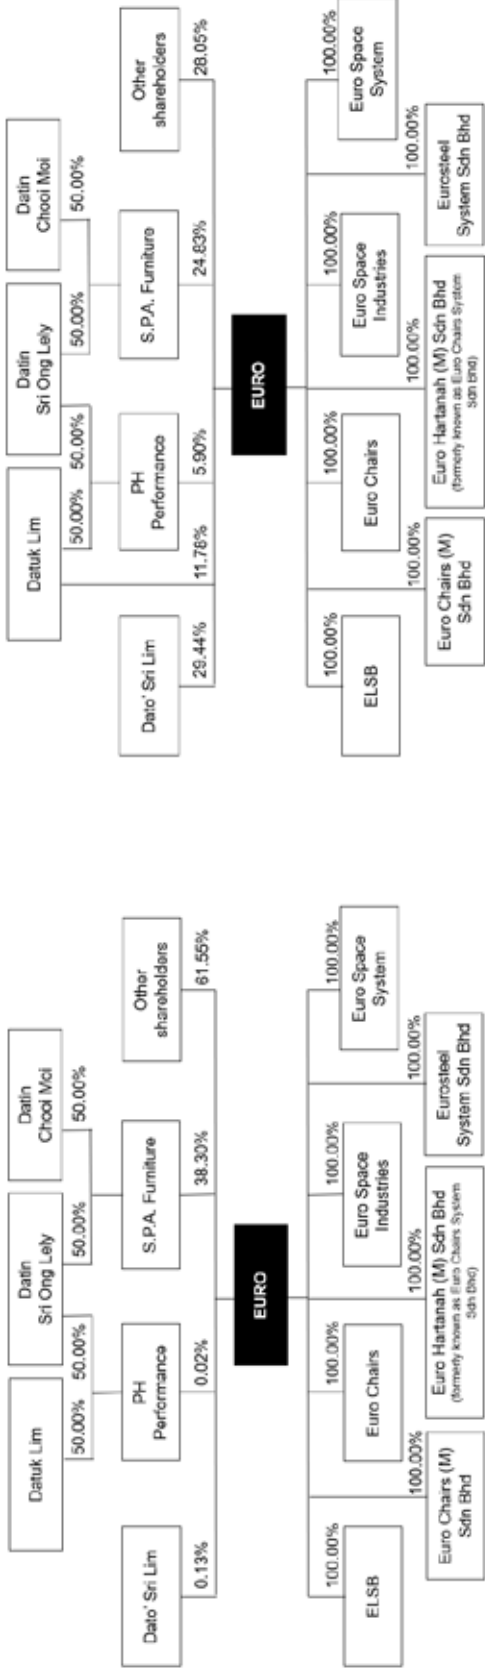 Datuk Lim
Datin
Sri Ong Lely
Datin
Chooi Moi
50.00%
50.00%
50.00%
50.00%
Dato' Sri Lim
PH
Performance
S.P.A. Furniture
Other
shareholders
0.13%
0.02%
38.30%
61.55%
EURO
100.00%
100.00%
100.00%
100.00%
ELSB
Euro Chairs
Euro Space
Industries
Euro Space
System
100.00%
100.00%
100.00%
Euro Chairs (M)
Sdn Bhd
Euro Hartanah (M) Sdn Bhd
(formerly known as Euro Chairs System
Sdn Bhd)
Eurosteel
System Sdn Bhd
Datuk Lim
Datin
Sri Ong Lely
Datin
Chooi Moi
50.00%
50.00%
50.00%
50.00%
Dato' Sri Lim
PH
Performance
S.P.A. Furniture
Other
shareholders
29.44%
11.78%
5.90%
24.83%
28.05%
EURO
100.00%
100.00%
100.00%
100.00%
ELSB
Euro Chairs
Euro Space
Industries
Euro Space
System
100.00%
100.00%
100.00%
Euro Chairs (M)
Sdn Bhd
Euro Hartanah (M) Sdn Bhd
(formerly known as Euro Chairs System
Sdn Bhd)
Eurosteel
System Sdn Bhd